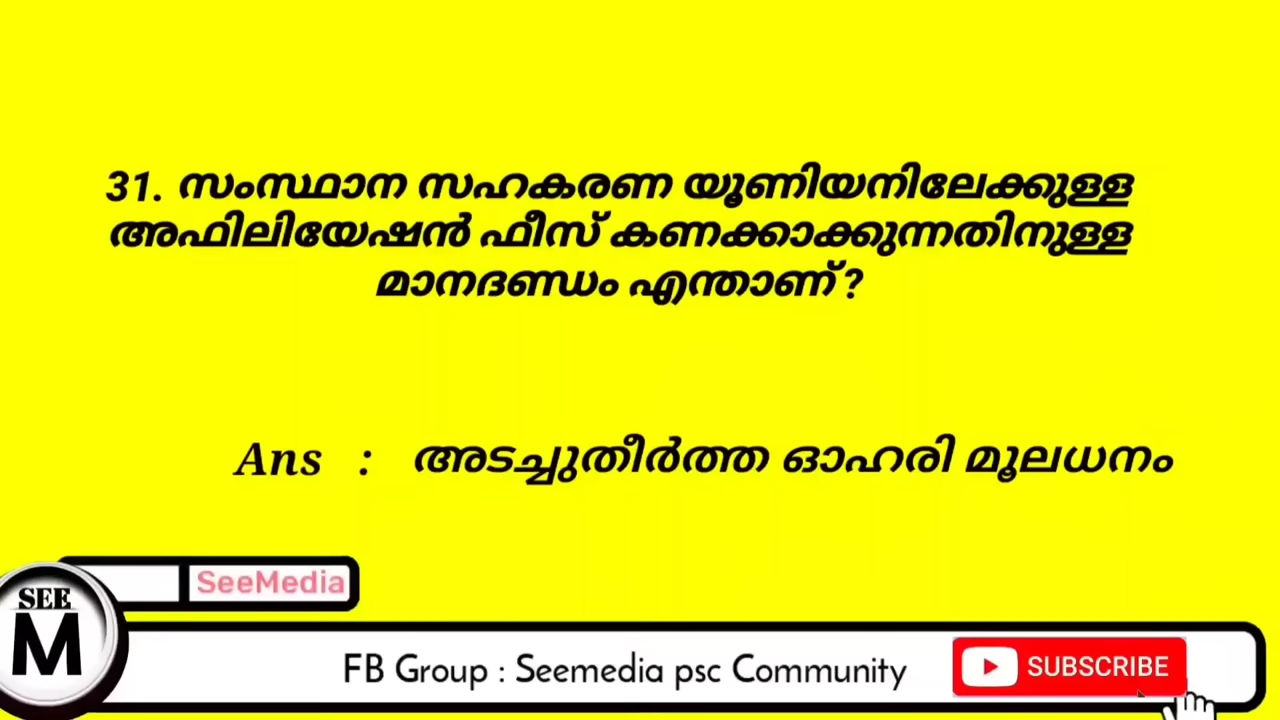 31. സംസ്ഥാന സഹകരണ യൂണിയനിലേക്കുള്ള
അഫിലിയേഷൻ ഫീസ് കണക്കാക്കുന്നതിനുള്ള
മാനദണ്ഡം എന്താണ് ?
Ans : അടച്ചുതീർത്ത ഓഹരി മൂലധനം
SeeMedia
SEE
M
FB Group : Seemedia psc Community
SUBSCRIBE